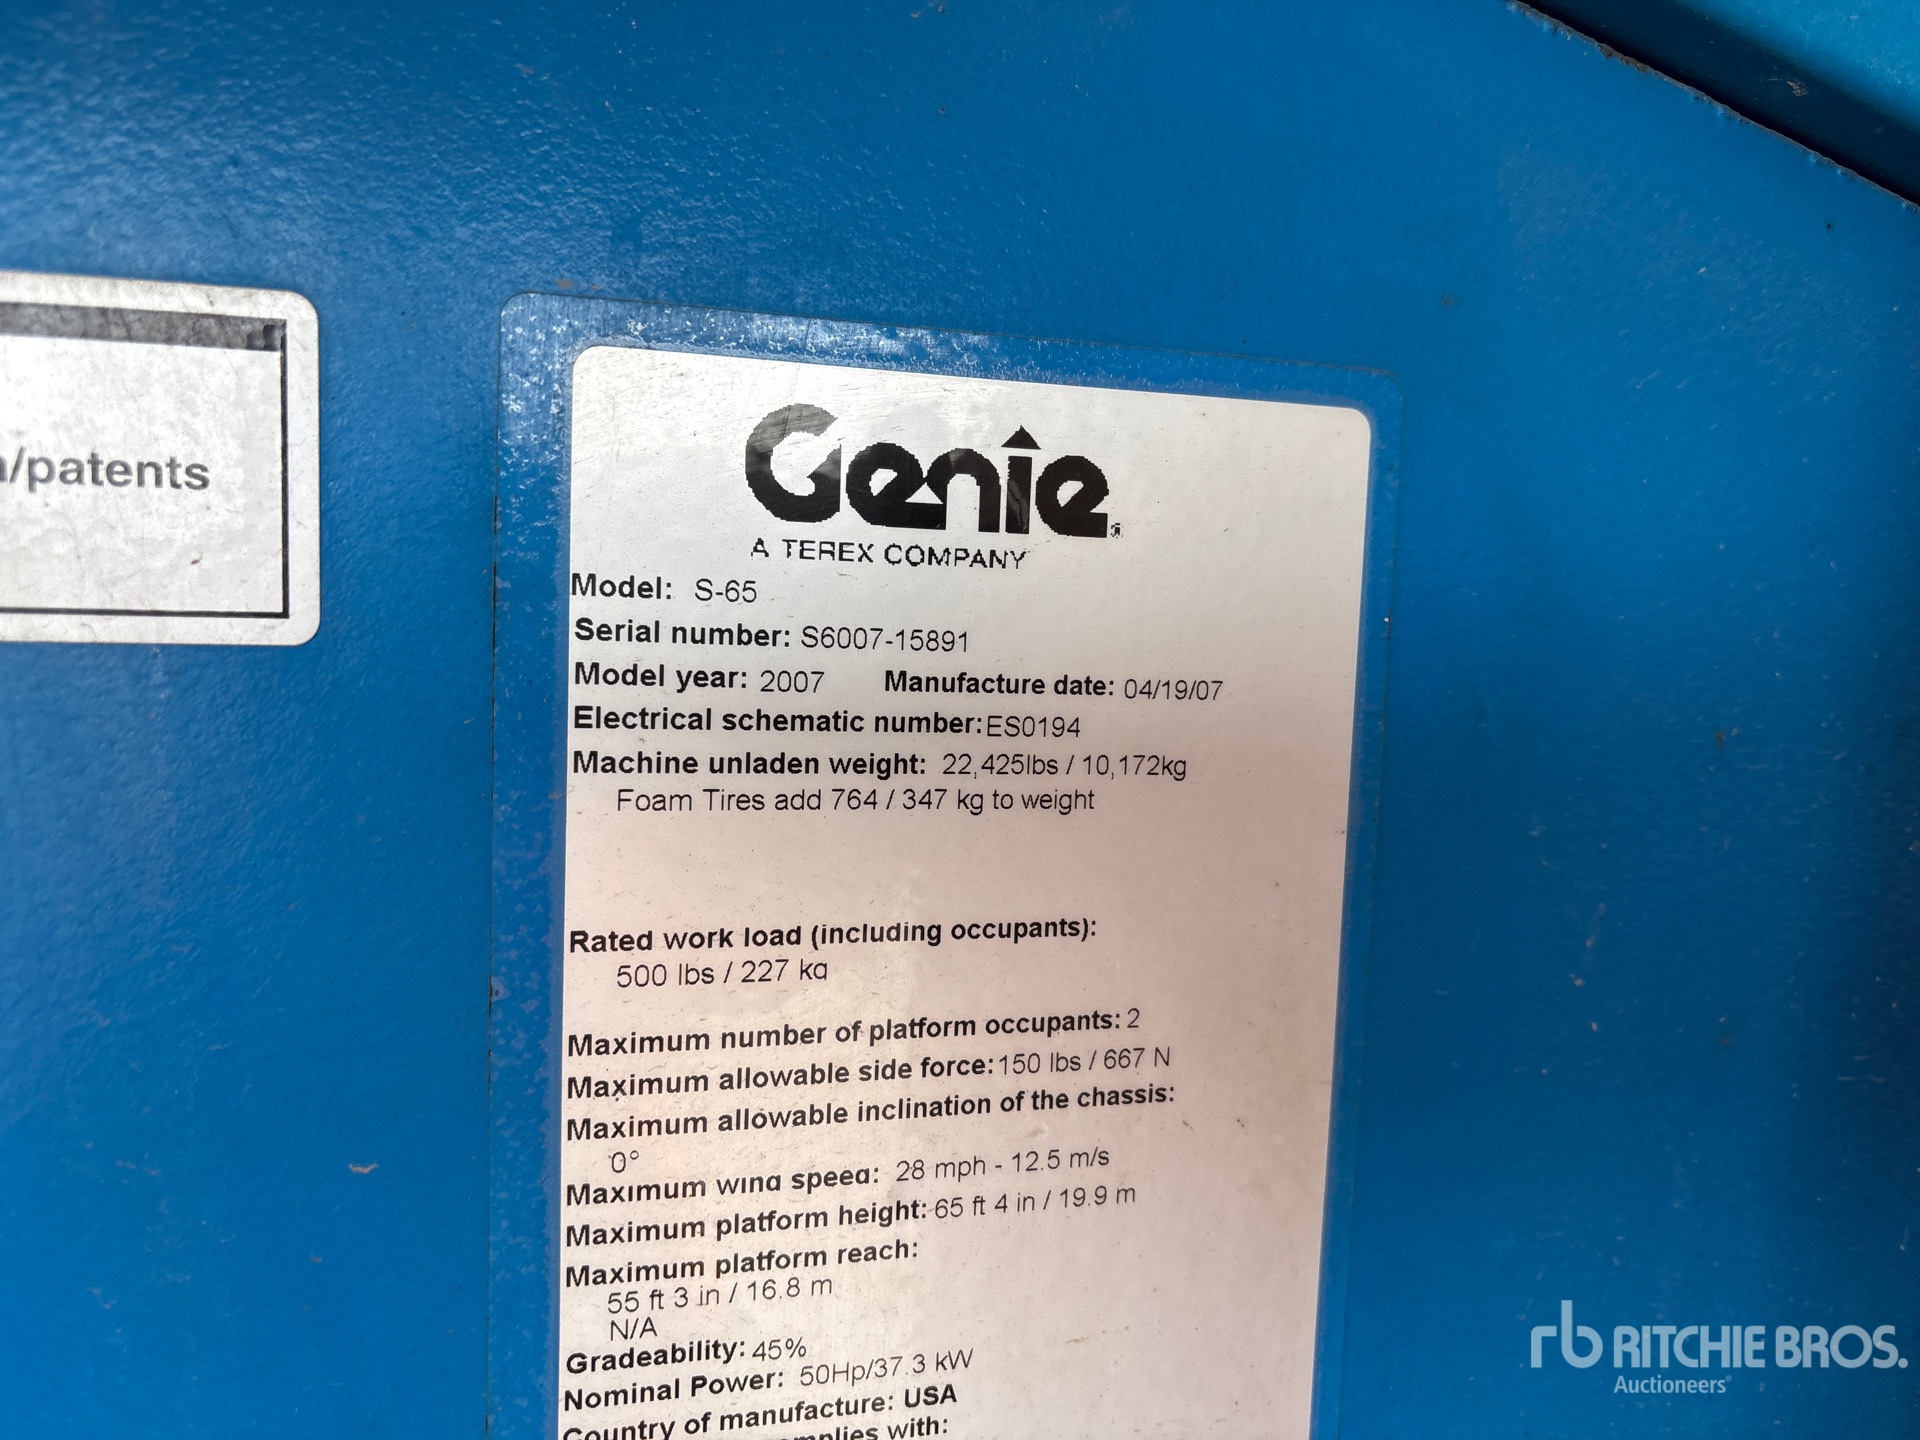 /patents
Genie
A TEREX COMPANY
Model: S-65
Serial number: S6007-15891
Model year: 2007 Manufacture date: 04/19/07
Electrical schematic number:ES0194
Machine unladen weight: 22,425lbs / 10,172kg
Foam Tires add 764 / 347 kg to weight
Rated work load (including occupants):
500 lbs / 227 kg
Maximum number of platform occupants: 2
Maximum allowable side force: 150 lbs / 667 N
Maximum allowable inclination of the chassis:
0°
Maximum wind speed: 28 mph - 12.5 m/s
Maximum platform height: 65 ft 4 in / 19.9 m
Maximum platform reach:
55 ft 3 in / 16.8 m
N/A
Gradeability: 45%
Nominal Power: 50Hp/37.3 kW
Country of manufacture: USA
with:
rb RITCHIE BROS.
Auctioneers